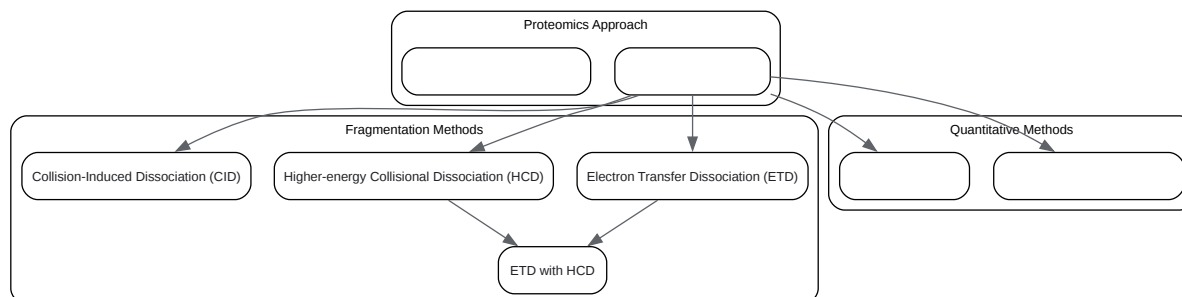 Proteomics Approach
Fragmentation Methods
Quantitative Methods
Collision-Induced Dissociation (CID)
Higher-energy Collisional Dissociation (HCD)
Electron Transfer Dissociation (ETD)
ETD with HCD